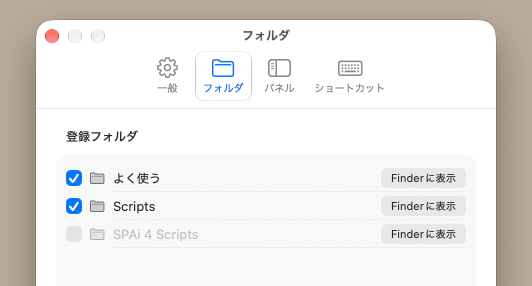 フォルダ
一般
フォルダ
パネル
ショートカット
登録フォルダ
よく使う
Finderに表示
Scripts
Finderに表示
SPAi 4 Scripts
Finderに表示